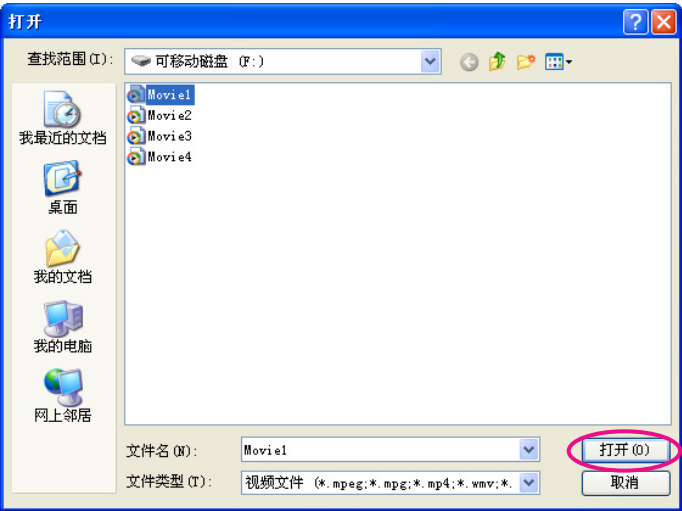 打开
查找范围(I):
可移动磁盘 (F:)
Movie1
Movie2
Movie3
Movie4
我最近的文档
桌面
我的文档
我的电脑
网上邻居
文件名(N):
Movie1
打开(O)
文件类型(T):
视频文件 (*.mpeg;*.mpg;*.mp4;*.wmv;*.
取消